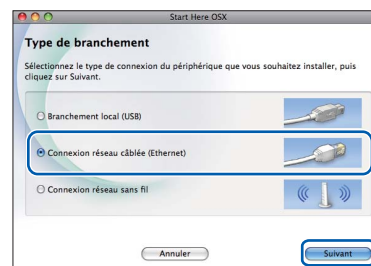 Start Here OSX
Type de branchement
Sélectionnez le type de connexion du périphérique que vous souhaitez installer, puis
cliquez sur Suivant.
Branchement local (USB)
Connexion réseau câblée (Ethernet)
Connexion réseau sans fil
Annuler
Suivant